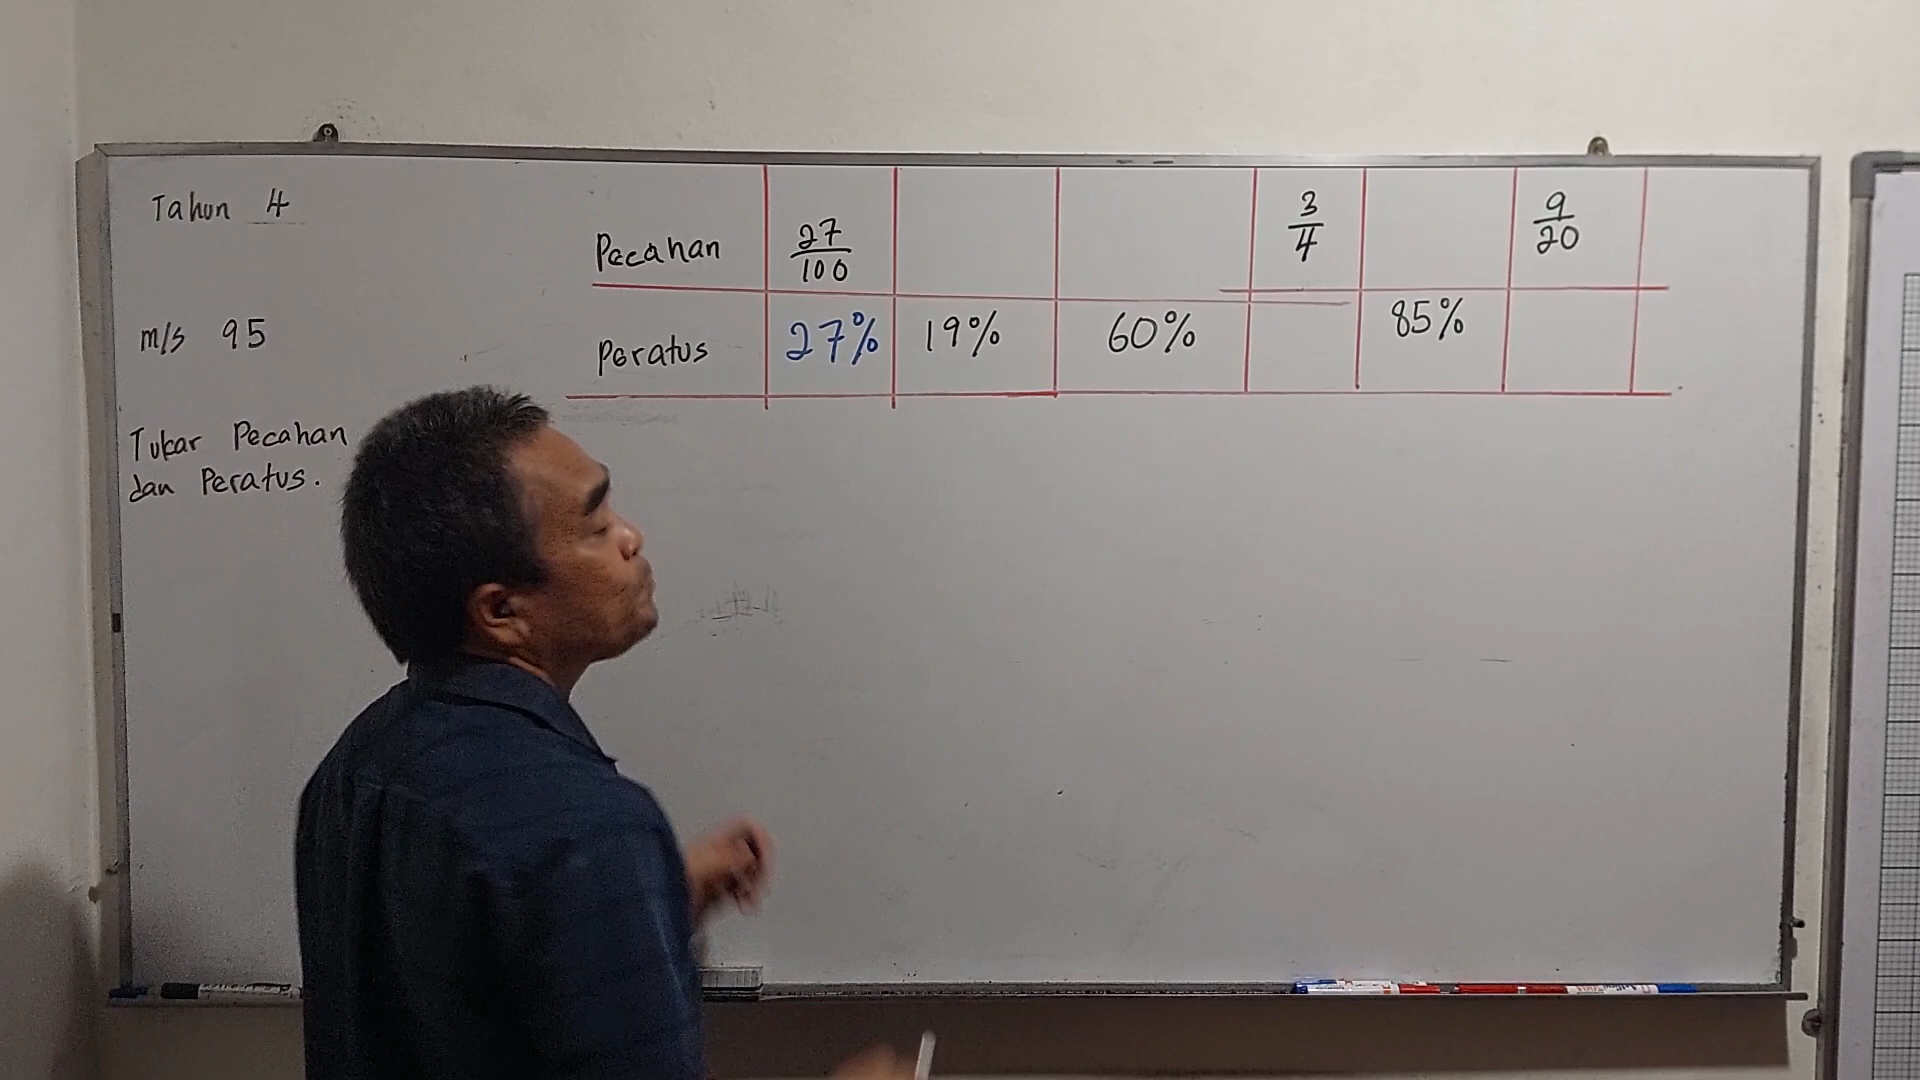 Tahun 4
m/s 95
Tukar Pecahan
dan Peratus.
Pecahan 27/100 3/4 9/20
Peratus 27% 19% 60% 85%